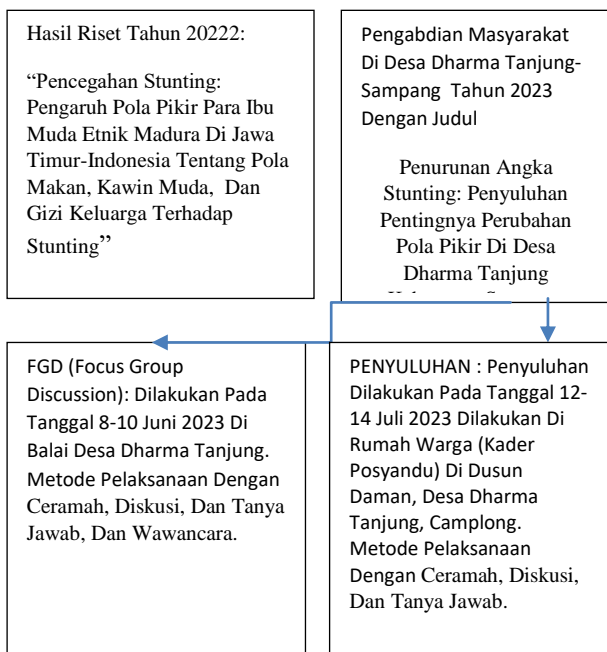 Hasil Riset Tahun 20222:
“Pencegahan Stunting:
Pengaruh Pola Pikir Para Ibu
Muda Etnik Madura Di Jawa
Timur-Indonesia Tentang Pola
Makan, Kawin Muda, Dan
Gizi Keluarga Terhadap
Stunting”
Pengabdian Masyarakat
Di Desa Dharma Tanjung-
Sampang Tahun 2023
Dengan Judul
Penurunan Angka
Stunting: Penyuluhan
Pentingnya Perubahan
Pola Pikir Di Desa
Dharma Tanjung
FGD (Focus Group
Discussion): Dilakukan Pada
Tanggal 8-10 Juni 2023 Di
Balai Desa Dharma Tanjung.
Metode Pelaksanaan Dengan
Ceramah, Diskusi, Dan Tanya
Jawab, Dan Wawancara.
PENYULUHAN : Penyuluhan
Dilakukan Pada Tanggal 12-
14 Juli 2023 Dilakukan Di
Rumah Warga (Kader
Posyandu) Di Dusun
Daman, Desa Dharma
Tanjung, Camplong.
Metode Pelaksanaan
Dengan Ceramah, Diskusi,
Dan Tanya Jawab.